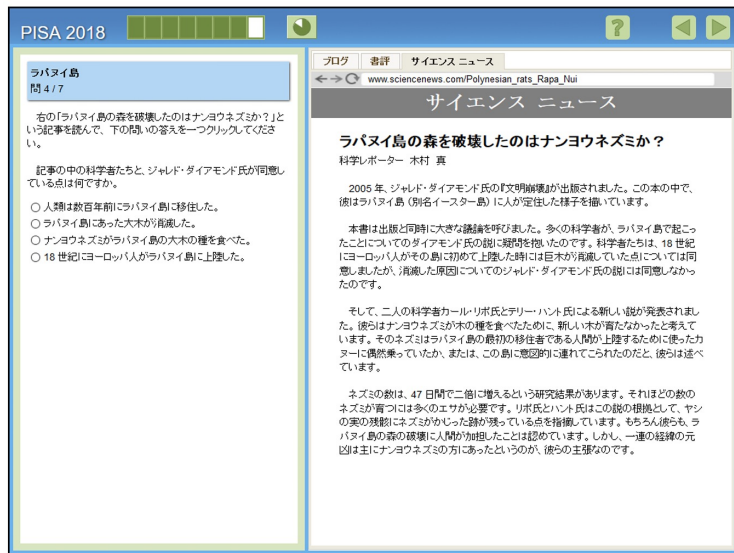 PISA 2018
?
ラパヌイ島
問 4 / 7
右の「ラパヌイ島の森を破壊したのはナンヨウネズミか?」と
いう記事を読んで、下の問いの答えを一つクリックしてくださ
い。
記事の中の科学者たちと、ジャレド・ダイアモンド氏が同意し
ている点は何ですか。
人類は数百年前にラパヌイ島に移住した。
ラパヌイ島にあった大木が消滅した。
ナンヨウネズミがラパヌイ島の大木の種を食べた。
18 世紀にヨーロッパ人がラパヌイ島に上陸した。
ブログ 書評 サイエンス ニュース
www.sciencenews.com/Polynesian_rats_Rapa_Nui
サイエンス ニュース
ラパヌイ島の森を破壊したのはナンヨウネズミか?
科学レポーター 木村 真
2005 年、ジャレド・ダイアモンド氏の『文明崩壊』が出版されました。この本の中で、
彼はラパヌイ島(別名イースター島)に人が定住した様子を描いています。
本書は出版と同時に大きな議論を呼びました。多くの科学者が、ラパヌイ島で起こっ
たことについてのダイアモンド氏の説に疑問を抱いたのです。科学者たちは、18 世紀
にヨーロッパ人がその島に初めて上陸した時には巨木が消滅していた点については同
意しましたが、消滅した原因についてのジャレド・ダイアモンド氏の説には同意しなかっ
たのです。
そして、二人の科学者カール・リポ氏とテリー・ハント氏による新しい説が発表されまし
た。彼らはナンヨウネズミが木の種を食べたために、新しい木が育たなかったと考えて
います。そのネズミはラパヌイ島の最初の移住者である人間が上陸するために使ったカ
ヌーに偶然乗っていたか、または、この島に意図的に連れてこられたのだと、彼らは述べ
ています。
ネズミの数は、47 日間で二倍に増えるという研究結果があります。それほどの数の
ネズミが育つには多くのエサが必要です。リポ氏とハント氏はこの説の根拠として、ヤシ
の実の残骸にネズミがかじった跡が残っている点を指摘しています。もちろん彼らも、ラ
パヌイ島の森の破壊に人間が加担したことは認めています。しかし、一連の経緯の元
凶は主にナンヨウネズミの方にあったというのが、彼らの主張なのです。